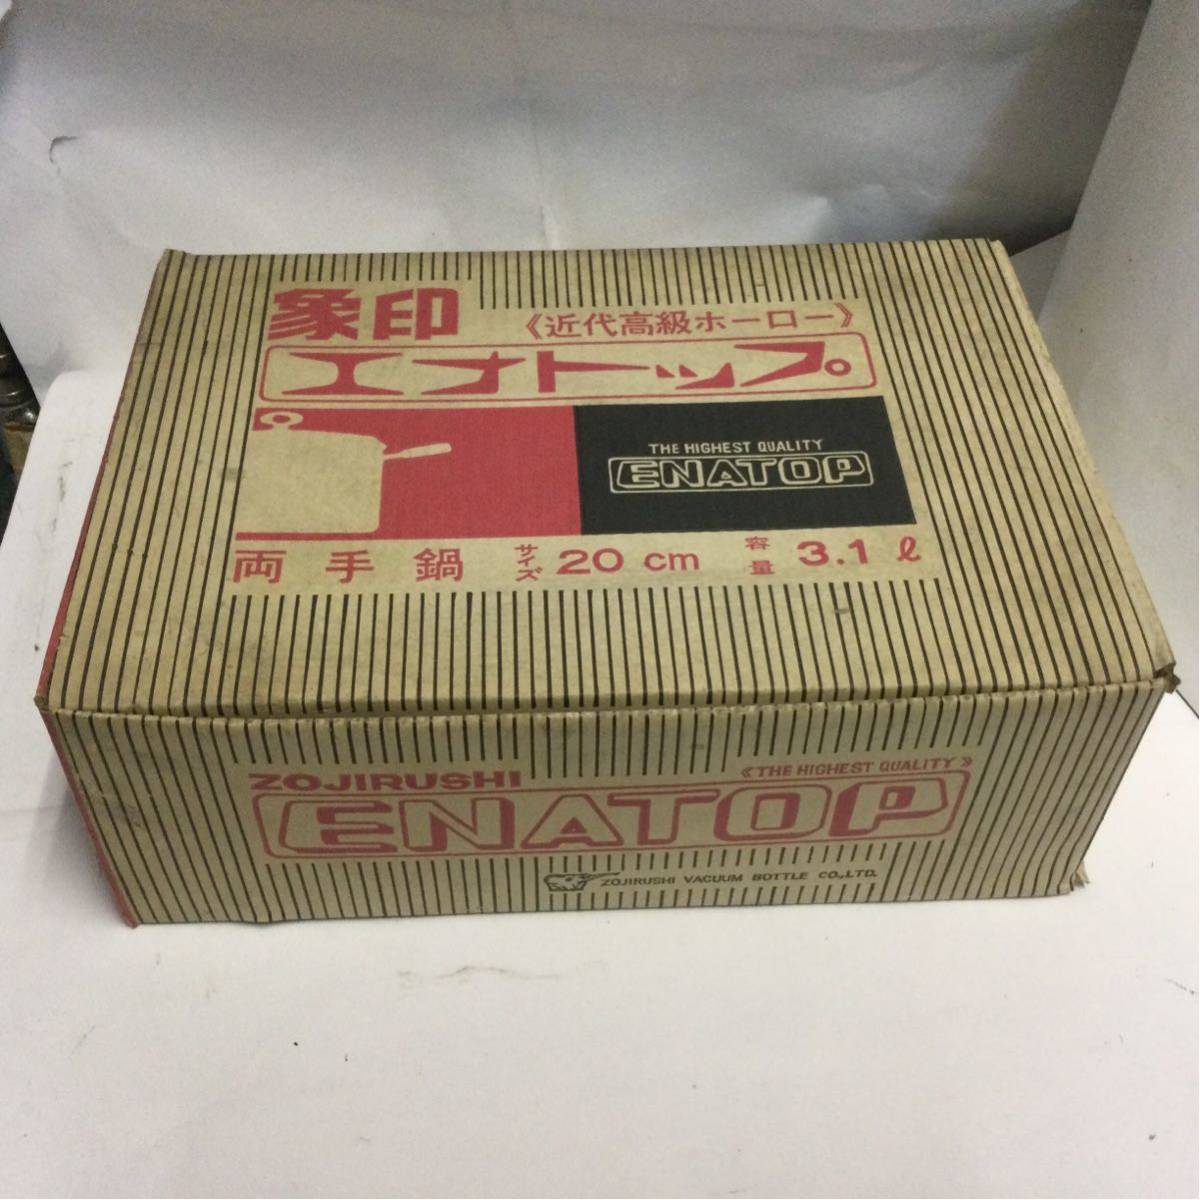 象印
《近代高級ホーロー》
エナトップ
THE HIGHEST QUALITY
ENATOP
両手鍋 サイズ 20 cm 容量 3.1 ℓ
ZOJIRUSHI
《THE HIGHEST QUALITY》
ENATOP
ZOJIRUSHI VACUUM BOTTLE CO.,LTD.